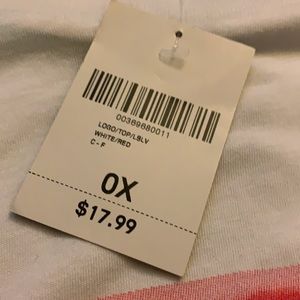 00369680011
LOGO/TOP/LSLV
WHITE/RED
C - F
0X
$17.99